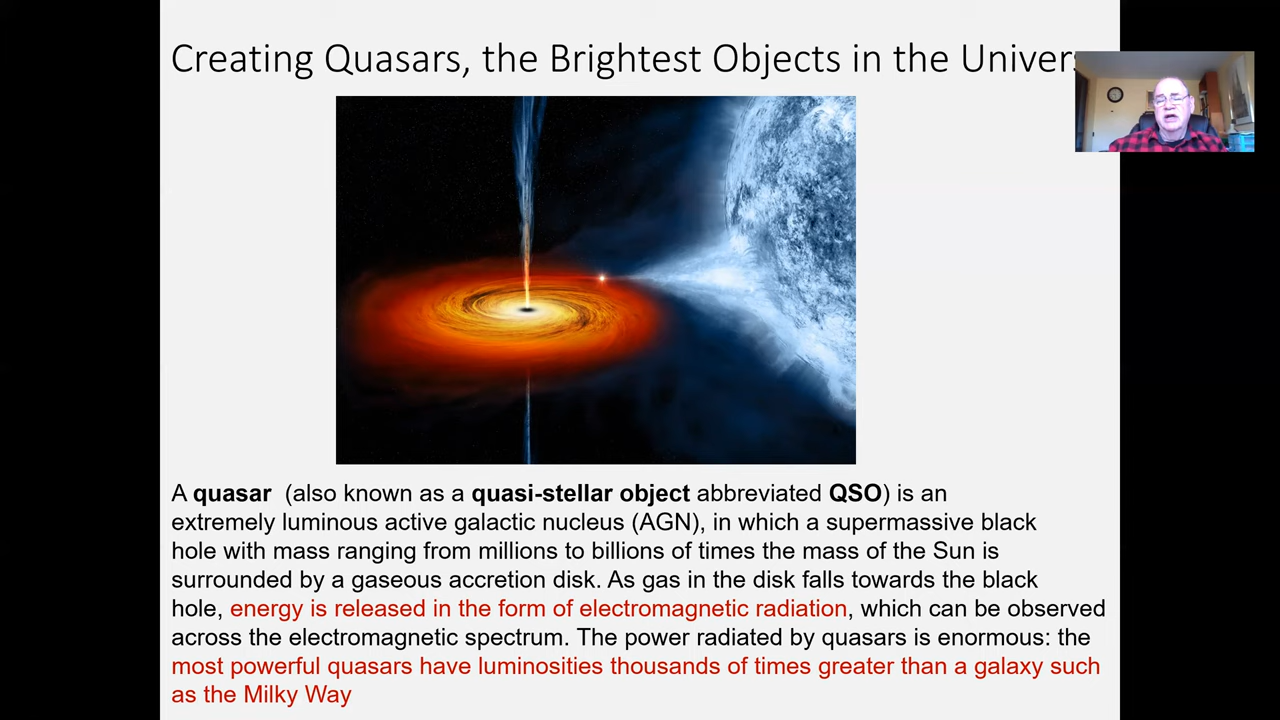 Creating Quasars, the Brightest Objects in the Univers
A quasar (also known as a quasi-stellar object abbreviated QSO) is an
extremely luminous active galactic nucleus (AGN), in which a supermassive black
hole with mass ranging from millions to billions of times the mass of the Sun is
surrounded by a gaseous accretion disk. As gas in the disk falls towards the black
hole, energy is released in the form of electromagnetic radiation, which can be observed
across the electromagnetic spectrum. The power radiated by quasars is enormous: the
most powerful quasars have luminosities thousands of times greater than a galaxy such
as the Milky Way